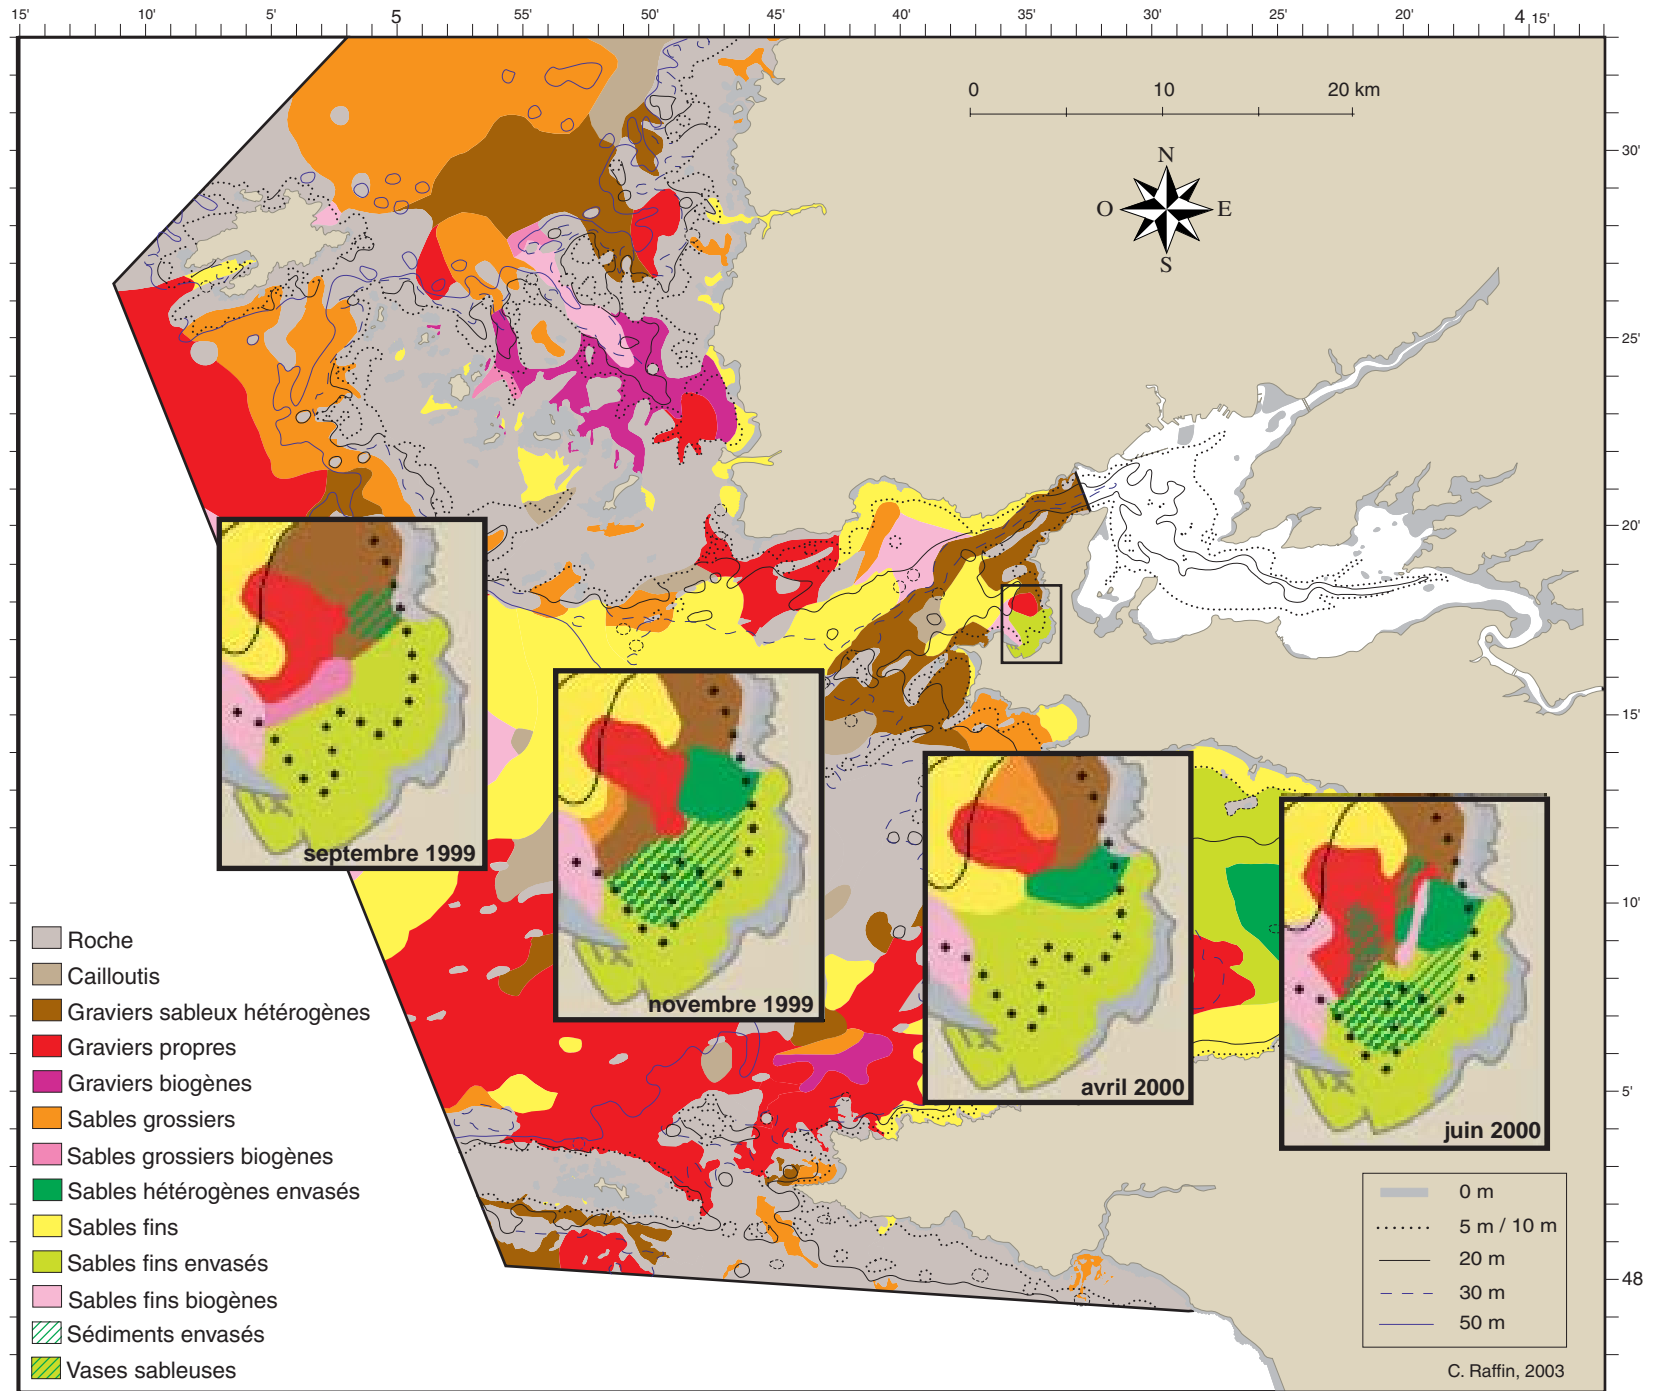 15' 10' 5' 5 55' 50' 45' 40' 35' 30' 25' 20' 4 15'
0 10 20 km
N
O E
S
30'
25'
20'
15'
10'
5'
48
septembre 1999
novembre 1999
avril 2000
juin 2000
Roche
Cailloutis
Graviers sableux hétérogènes
Graviers propres
Graviers biogènes
Sables grossiers
Sables grossiers biogènes
Sables hétérogènes envasés
Sables fins
Sables fins envasés
Sables fins biogènes
Sédiments envasés
Vases sableuses
0 m
5 m / 10 m
20 m
30 m
50 m
C. Raffin, 2003